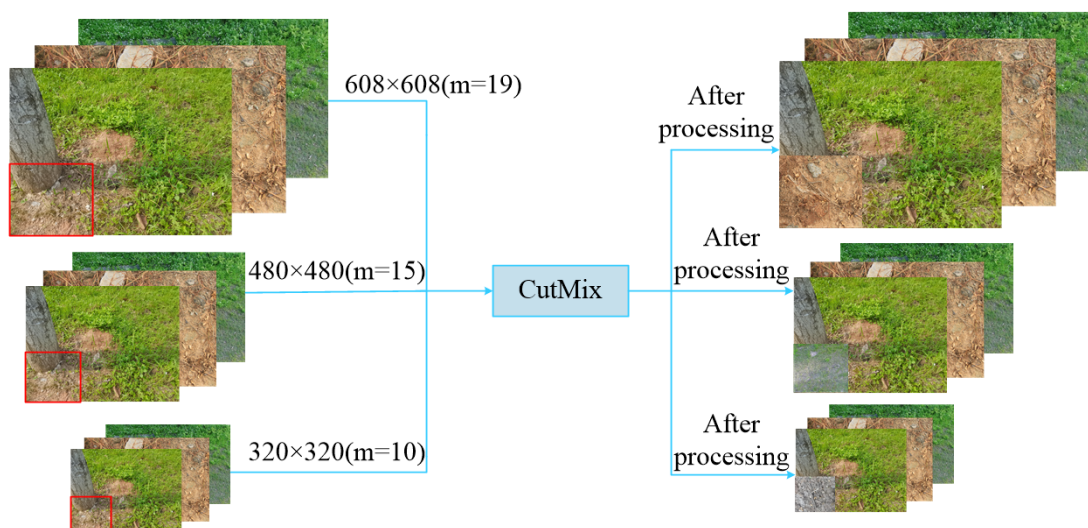 608×608(m=19)
480×480(m=15)
320×320(m=10)
CutMix
After
processing
After
processing
After
processing